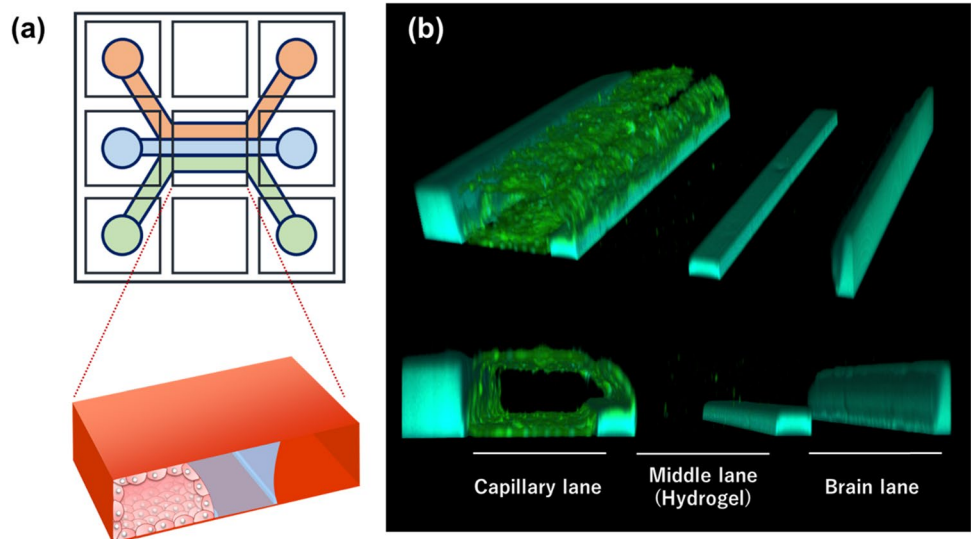 (a)
(b)
Capillary lane
Middle lane
(Hydrogel)
Brain lane